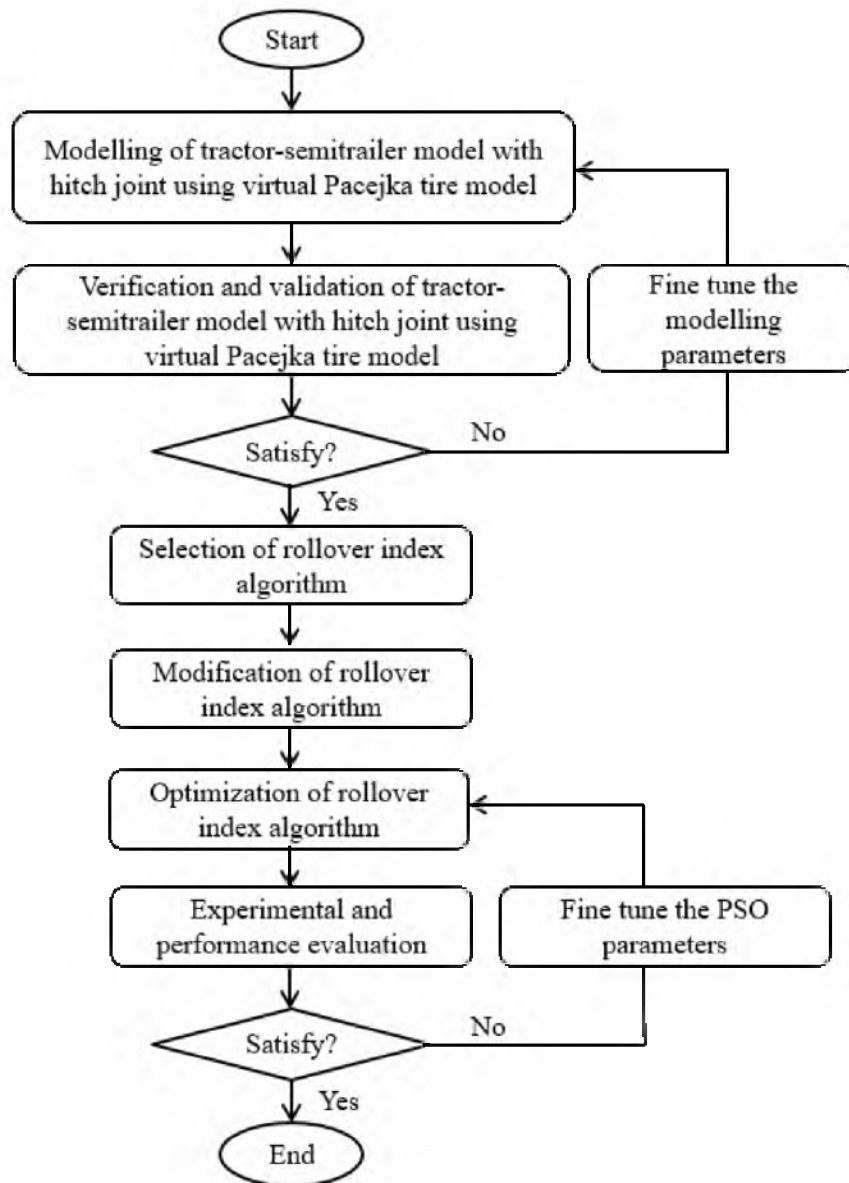 Start
Modelling of tractor-semitrailer model with
hitch joint using virtual Pacejka tire model
Verification and validation of tractor-
semitrailer model with hitch joint using
virtual Pacejka tire model
Fine tune the
modelling
parameters
Satisfy?
No
Yes
Selection of rollover index
algorithm
Modification of rollover
index algorithm
Optimization of rollover
index algorithm
Experimental and
performance evaluation
Fine tune the PSO
parameters
Satisfy?
No
Yes
End